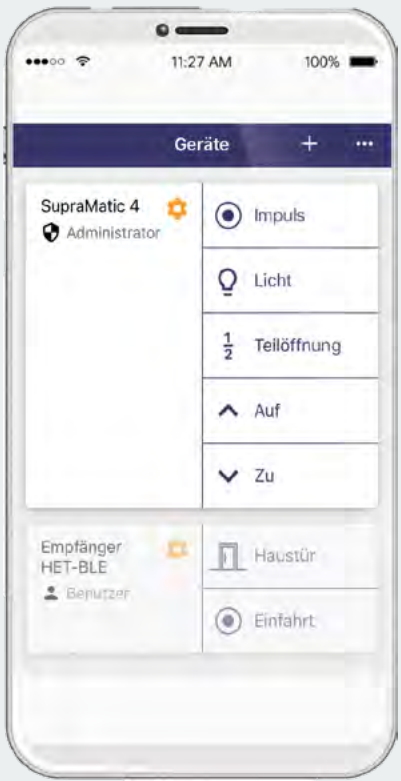 11:27 AM 100%
Geräte + •••
SupraMatic 4
Administrator
Impuls
Licht
1/2 Teilöffnung
Auf
Zu
Empfänger
HET-BLE
Benutzer
Haustür
Einfahrt